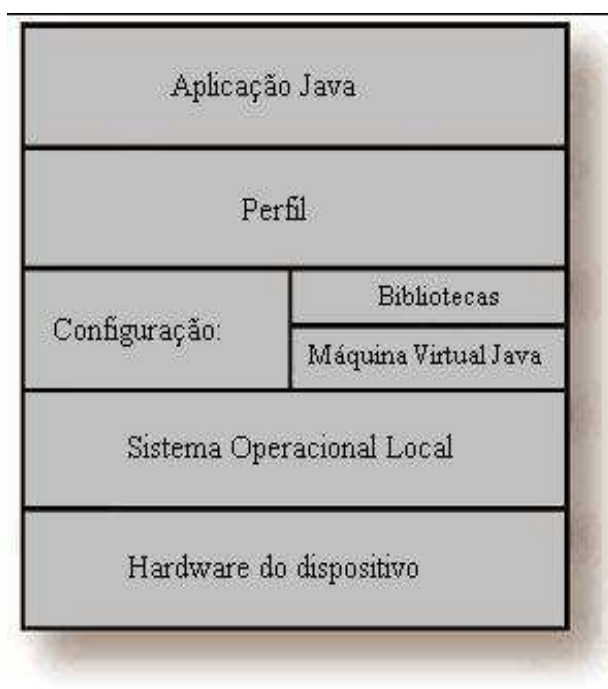 Aplicação Java
Perfil
Configuração:
Bibliotecas
Máquina Virtual Java
Sistema Operacional Local
Hardware do dispositivo